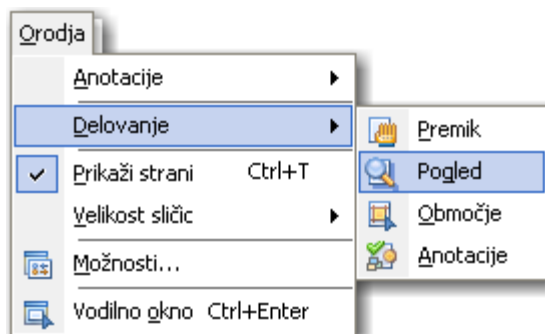 Orodja
Anotacije
Delovanje
Prikaži strani Ctrl+T
Velikost sličic
Možnosti...
Vodilno okno Ctrl+Enter
Premik
Pogled
Območje
Anotacije